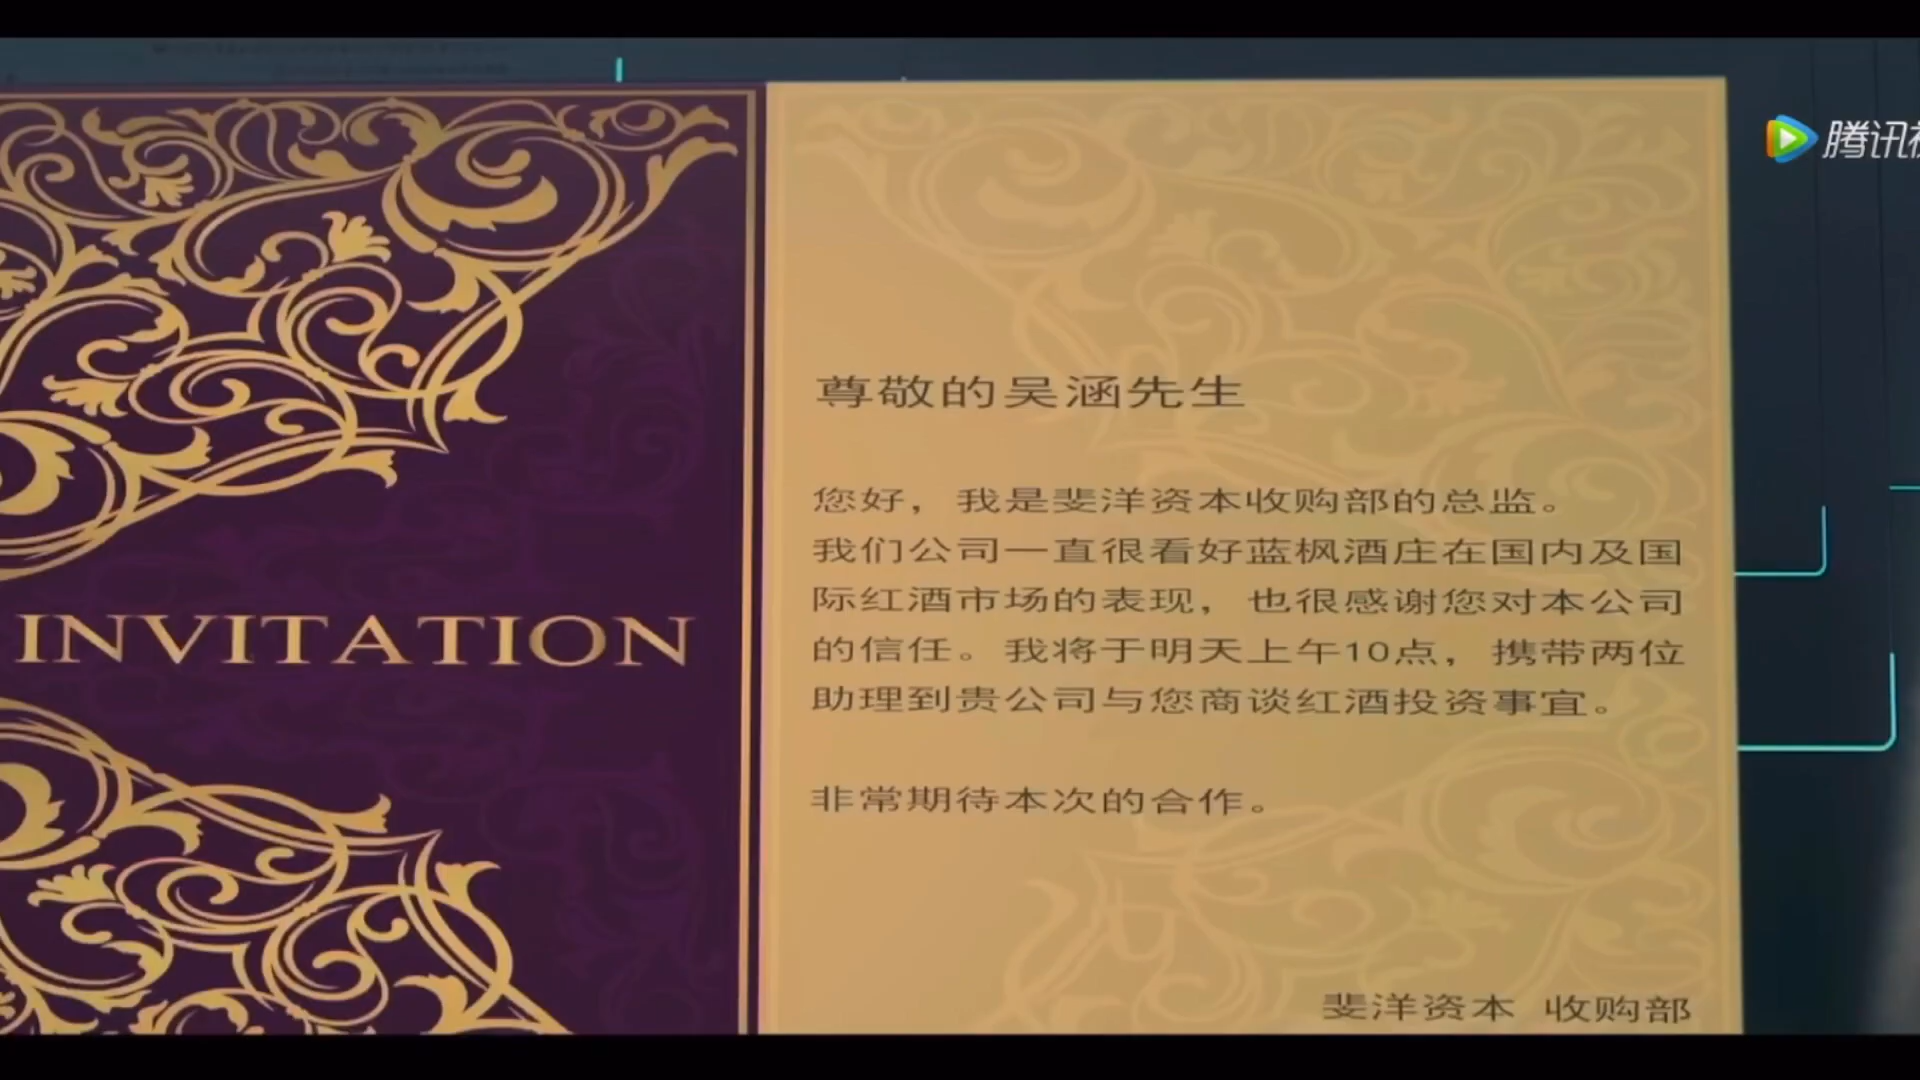 腾讯视
INVITATION
尊敬的吴涵先生
您好，我是斐洋资本收购部的总监。
我们公司一直很看好蓝枫酒庄在国内及国
际红酒市场的表现，也很感谢您对本公司
的信任。我将于明天上午10点，携带两位
助理到贵公司与您商谈红酒投资事宜。
非常期待本次的合作。
斐洋资本 收购部